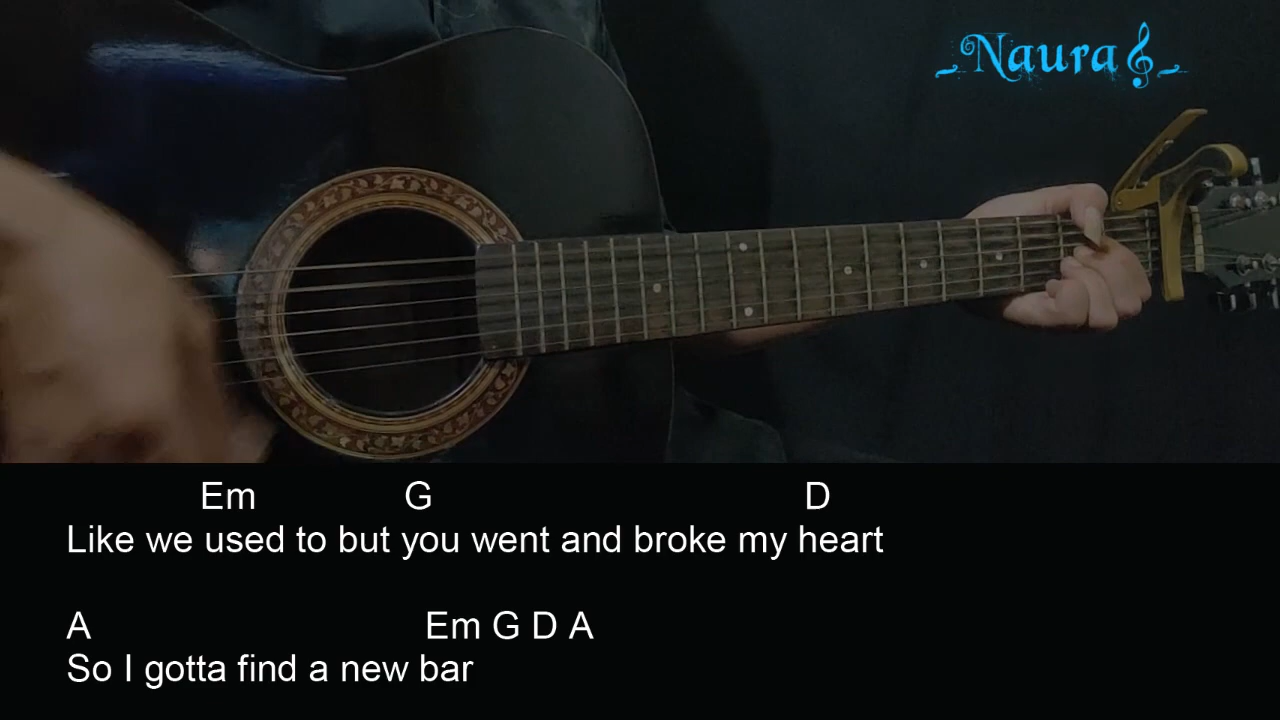 Naura
Em G D
Like we used to but you went and broke my heart
A Em G D A
So I gotta find a new bar